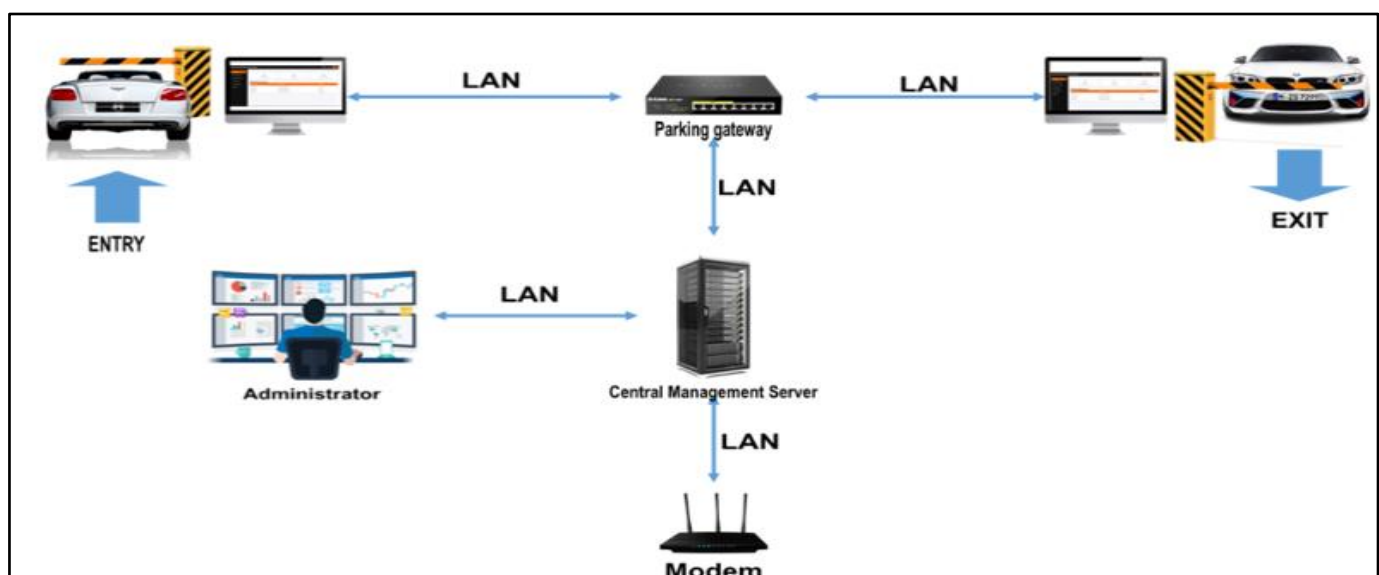 LAN
LAN
Parking gateway
LAN
ENTRY
EXIT
LAN
Administrator
Central Management Server
LAN
Modem